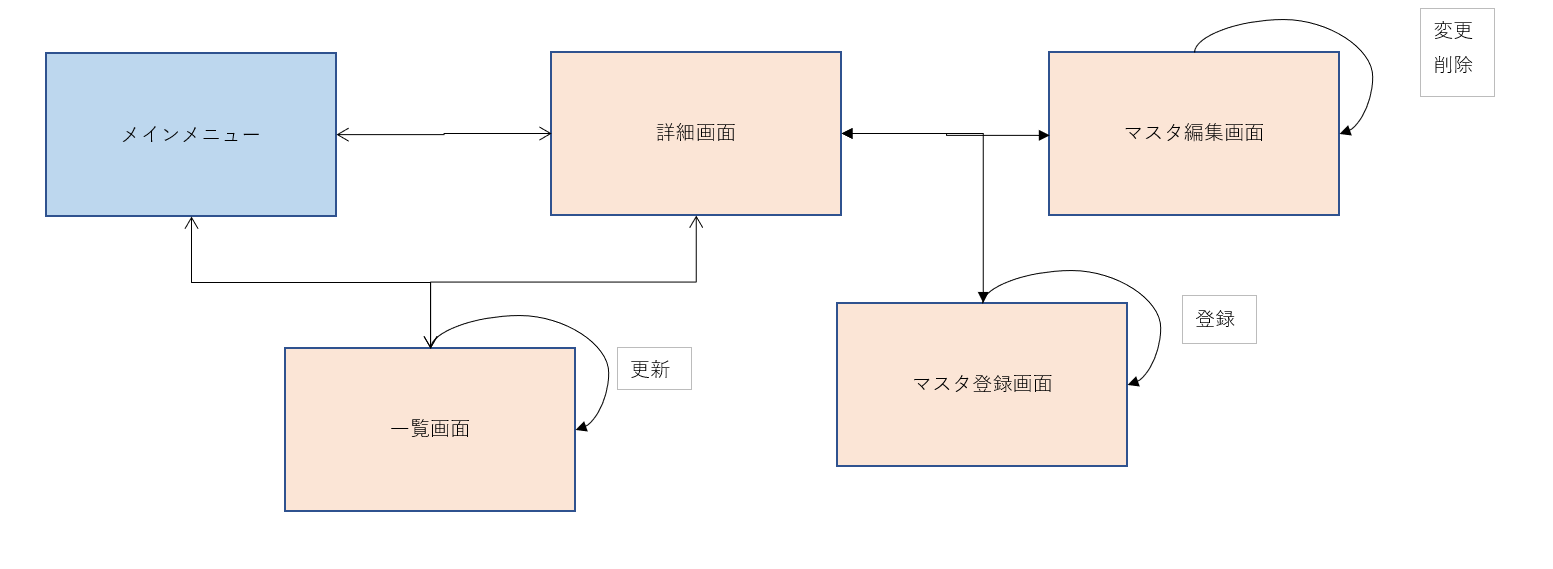 メインメニュー
詳細画面
マスタ編集画面
変更
削除
一覧画面
更新
マスタ登録画面
登録